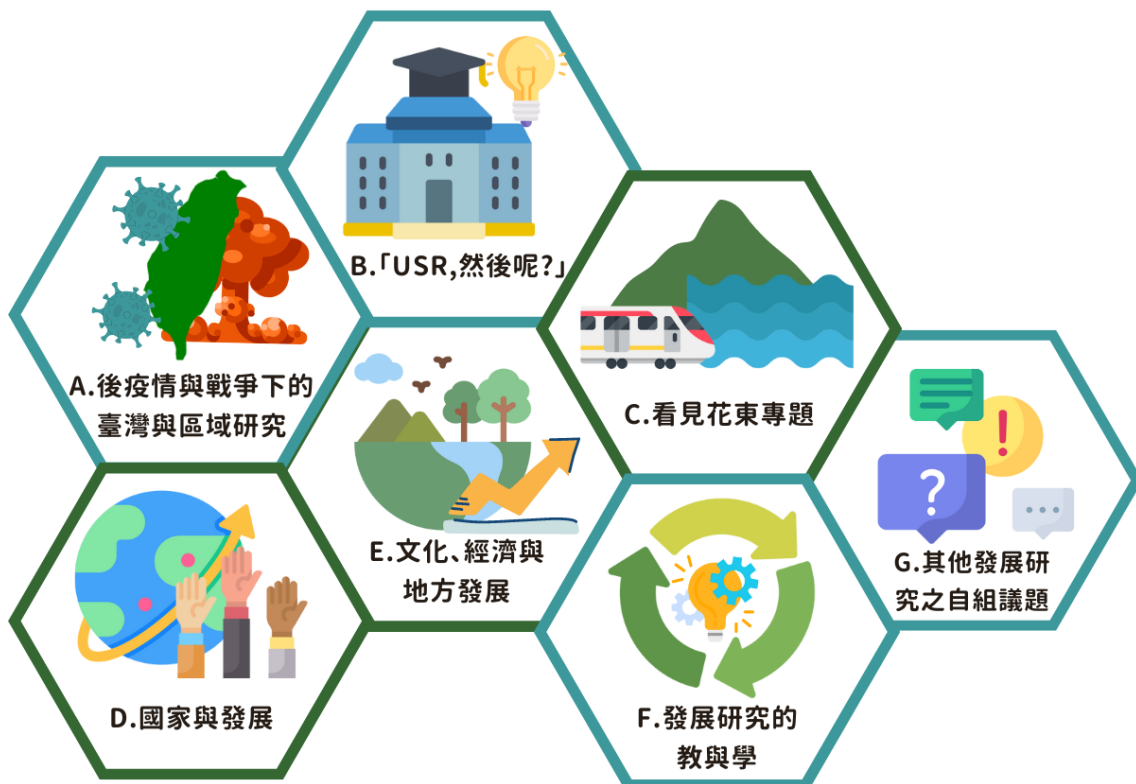 A.後疫情與戰爭下的
臺灣與區域研究
B.「USR,然後呢?」
C.看見花東專題
D.國家與發展
E.文化、經濟與
地方發展
F.發展研究的
教與學
G.其他發展研
究之自組議題